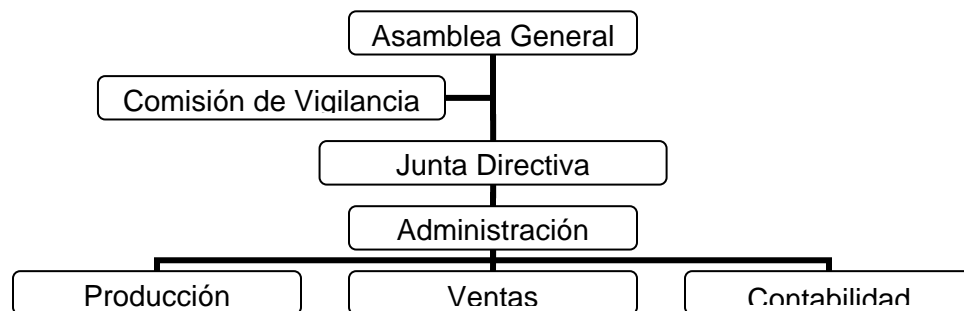 Asamblea General
Comisión de Vigilancia
Junta Directiva
Administración
Producción
Ventas
Contabilidad